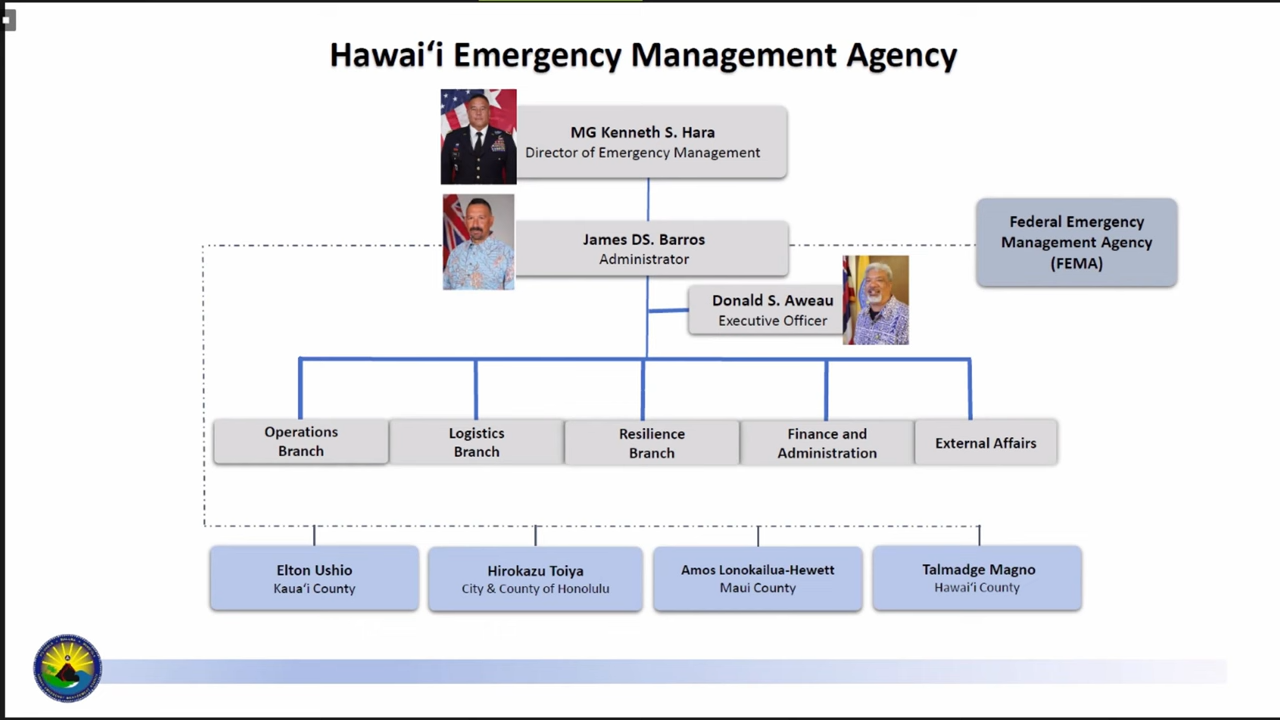 Hawaiʻi Emergency Management Agency
MG Kenneth S. Hara
Director of Emergency Management
James DS. Barros
Administrator
Federal Emergency
Management Agency
(FEMA)
Donald S. Aweau
Executive Officer
Operations
Branch
Logistics
Branch
Resilience
Branch
Finance and
Administration
External Affairs
Elton Ushio
Kauaʻi County
Hirokazu Toiya
City & County of Honolulu
Amos Lonokailua-Hewett
Maui County
Talmadge Magno
Hawaiʻi County